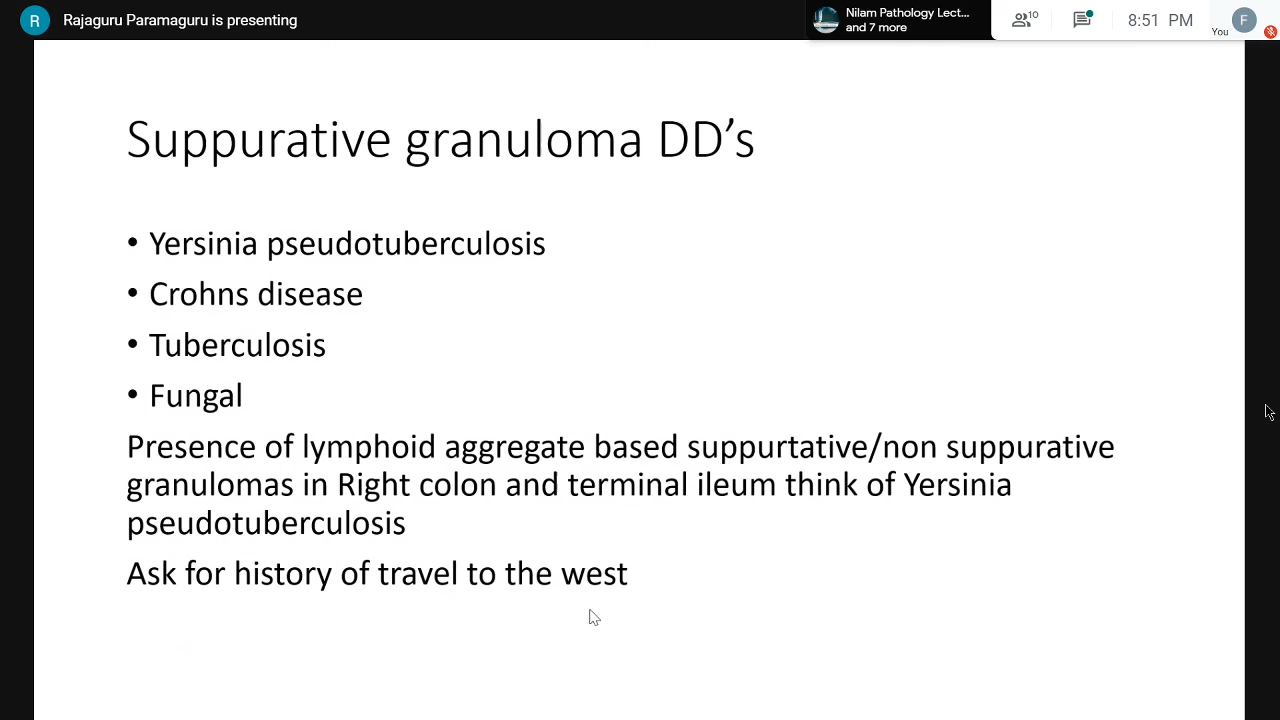 R Rajaguru Paramaguru is presenting
Nilam Pathology Lect...
and 7 more
10
8:51 PM
You
F
Suppurative granuloma DD’s
• Yersinia pseudotuberculosis
• Crohns disease
• Tuberculosis
• Fungal
Presence of lymphoid aggregate based suppurtative/non suppurative
granulomas in Right colon and terminal ileum think of Yersinia
pseudotuberculosis
Ask for history of travel to the west